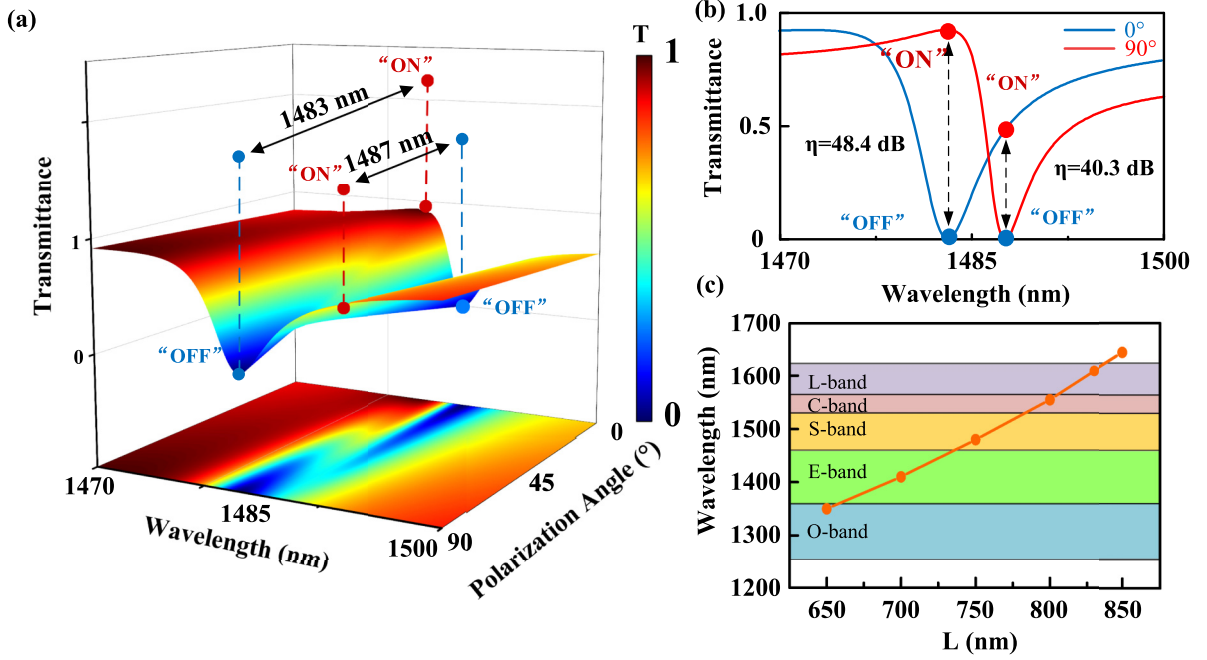 (a)
T
1
0
"ON"
1483 nm
"ON"
1487 nm
"OFF"
"OFF"
Transmittance
1
0
1470
1485
1500
Wavelength (nm)
0
45
90
Polarization Angle (°)
(b)
1.0
0.5
0
Transmittance
0°
90°
"ON"
"ON"
η=48.4 dB
η=40.3 dB
"OFF"
"OFF"
1470
1485
1500
Wavelength (nm)
(c)
1700
1600
1500
1400
1300
1200
Wavelength (nm)
L-band
C-band
S-band
E-band
O-band
650
700
750
800
850
L (nm)